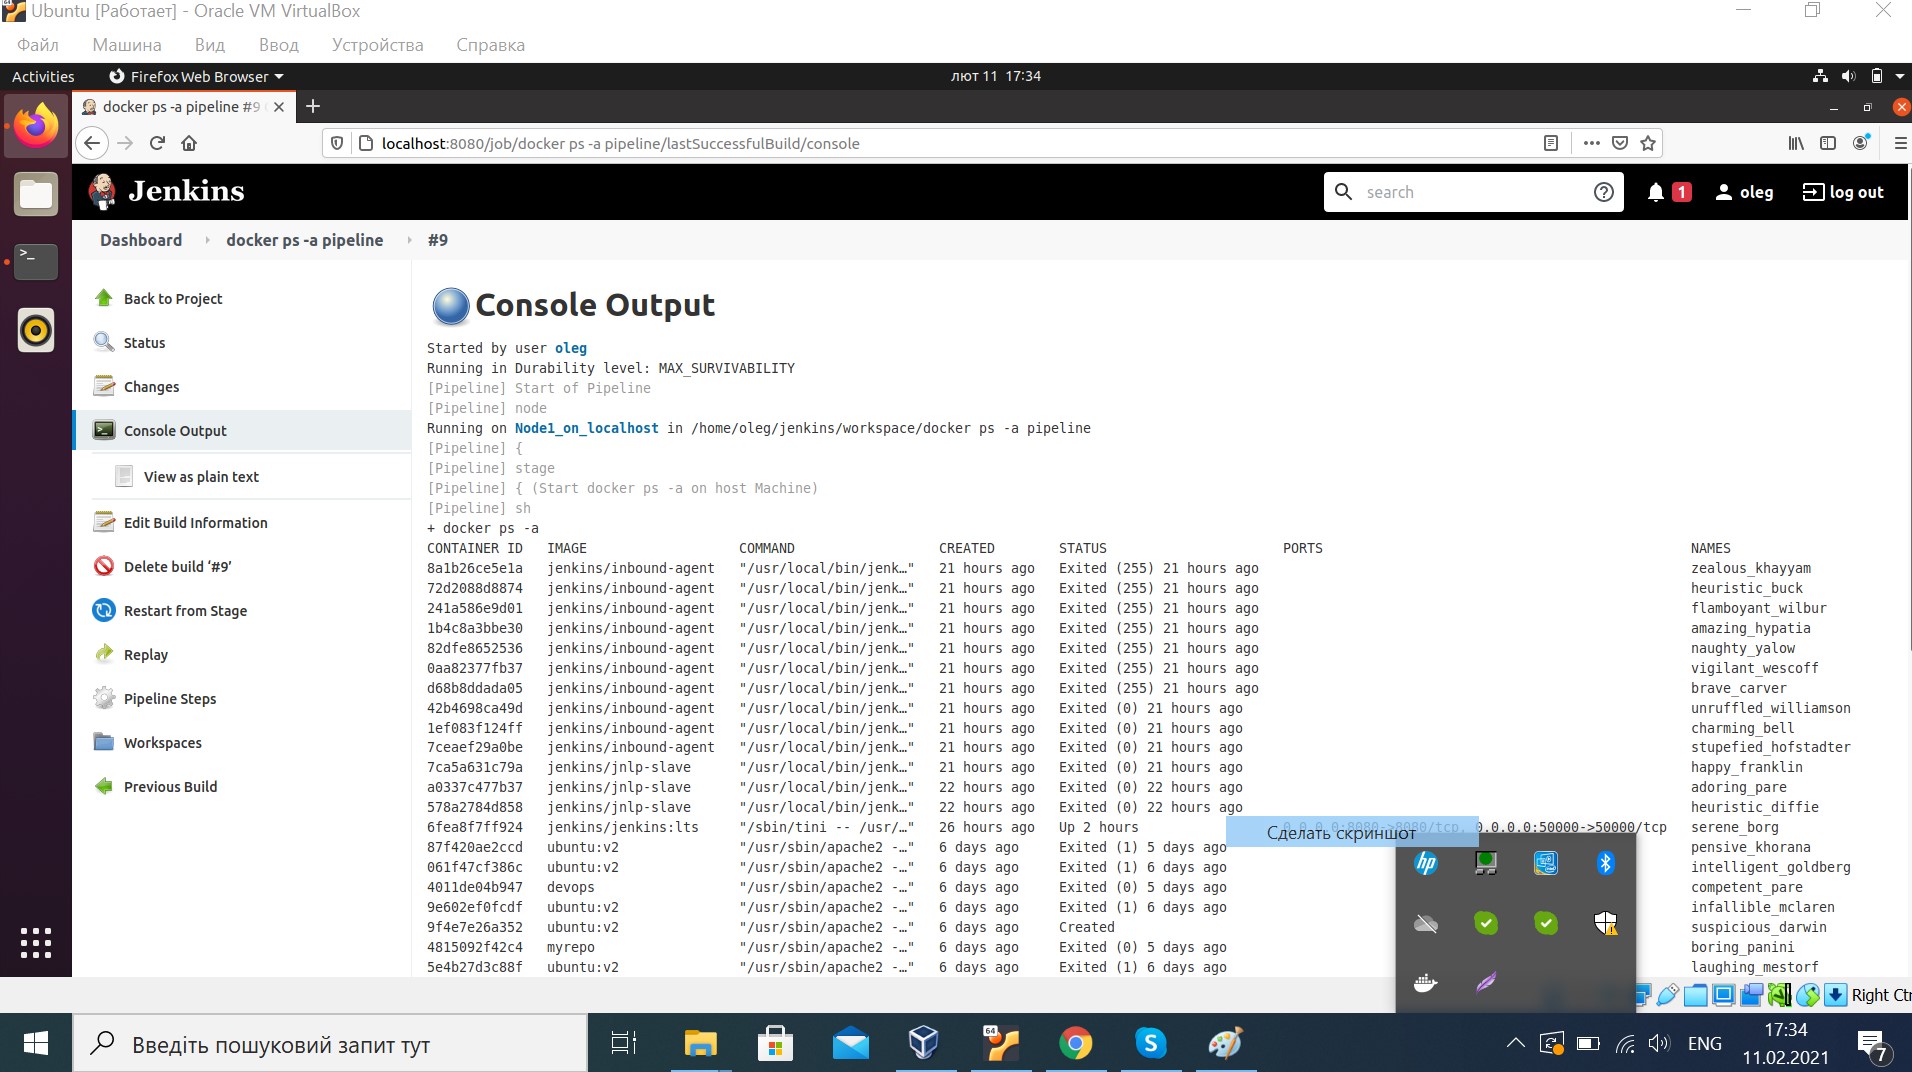 Ubuntu [Работает] - Oracle VM VirtualBox
Файл Машина Вид Ввод Устройства Справка
Activities Firefox Web Browser лют 11 17:34
docker ps -a pipeline #9
localhost:8080/job/docker ps -a pipeline/lastSuccessfulBuild/console
Jenkins search 1 oleg log out
Dashboard docker ps -a pipeline #9
Back to Project
Status
Changes
Console Output
View as plain text
Edit Build Information
Delete build ‘#9’
Restart from Stage
Replay
Pipeline Steps
Workspaces
Previous Build
Console Output
Started by user oleg
Running in Durability level: MAX_SURVIVABILITY
[Pipeline] Start of Pipeline
[Pipeline] node
Running on Node1_on_localhost in /home/oleg/jenkins/workspace/docker ps -a pipeline
[Pipeline] {
[Pipeline] stage
[Pipeline] { (Start docker ps -a on host Machine)
[Pipeline] sh
+ docker ps -a
CONTAINER ID IMAGE COMMAND CREATED STATUS PORTS NAMES
8a1b26ce5e1a jenkins/inbound-agent "/usr/local/bin/jenk…" 21 hours ago Exited (255) 21 hours ago zealous_khayyam
72d2088d8874 jenkins/inbound-agent "/usr/local/bin/jenk…" 21 hours ago Exited (255) 21 hours ago heuristic_buck
241a586e9d01 jenkins/inbound-agent "/usr/local/bin/jenk…" 21 hours ago Exited (255) 21 hours ago flamboyant_wilbur
1b4c8a3bbe30 jenkins/inbound-agent "/usr/local/bin/jenk…" 21 hours ago Exited (255) 21 hours ago amazing_hypatia
82dfe8652536 jenkins/inbound-agent "/usr/local/bin/jenk…" 21 hours ago Exited (255) 21 hours ago naughty_yalow
0aa82377fb37 jenkins/inbound-agent "/usr/local/bin/jenk…" 21 hours ago Exited (255) 21 hours ago vigilant_wescoff
d68b8ddada05 jenkins/inbound-agent "/usr/local/bin/jenk…" 21 hours ago Exited (255) 21 hours ago brave_carver
42b4698ca49d jenkins/inbound-agent "/usr/local/bin/jenk…" 21 hours ago Exited (0) 21 hours ago unruffled_williamson
1ef083f124ff jenkins/inbound-agent "/usr/local/bin/jenk…" 21 hours ago Exited (0) 21 hours ago charming_bell
7ceaef29a0be jenkins/inbound-agent "/usr/local/bin/jenk…" 21 hours ago Exited (0) 21 hours ago stupefied_hofstadter
7ca5a631c79a jenkins/jnlp-slave "/usr/local/bin/jenk…" 21 hours ago Exited (0) 21 hours ago happy_franklin
a0337c477b37 jenkins/jnlp-slave "/usr/local/bin/jenk…" 22 hours ago Exited (0) 22 hours ago adoring_pare
578a2784d858 jenkins/jnlp-slave "/usr/local/bin/jenk…" 22 hours ago Exited (0) 22 hours ago heuristic_diffie
6fea8f7ff924 jenkins/jenkins:lts "/sbin/tini -- /usr/…" 26 hours ago Up 2 hours 0.0.0.0:8080->8080/tcp, 0.0.0.0:50000->50000/tcp serene_borg
Сделать скриншот
87f420ae2ccd ubuntu:v2 "/usr/sbin/apache2 -…" 6 days ago Exited (1) 5 days ago pensive_khorana
061f47cf386c ubuntu:v2 "/usr/sbin/apache2 -…" 6 days ago Exited (1) 6 days ago intelligent_goldberg
4011de04b947 devops "/usr/sbin/apache2 -…" 6 days ago Exited (0) 5 days ago competent_pare
9e602ef0fcdf ubuntu:v2 "/usr/sbin/apache2 -…" 6 days ago Exited (1) 6 days ago infallible_mclaren
9f4e7e26a352 ubuntu:v2 "/usr/sbin/apache2 -…" 6 days ago Created suspicious_darwin
4815092f42c4 myrepo "/usr/sbin/apache2 -…" 6 days ago Exited (0) 5 days ago boring_panini
5e4b27d3c88f ubuntu:v2 "/usr/sbin/apache2 -…" 6 days ago Exited (1) 6 days ago laughing_mestorf
hp
Right Ctr
Введіть пошуковий запит тут
64
ENG
17:34
11.02.2021
7